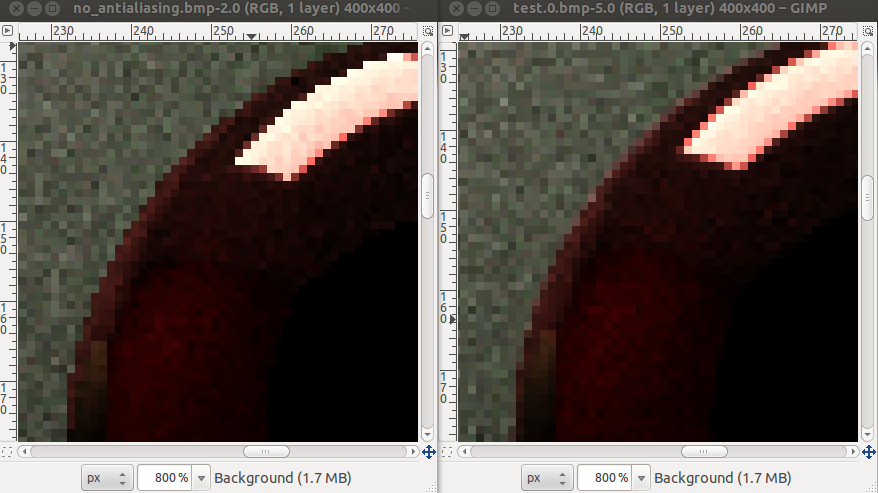 no_antialiasing.bmp-2.0 (RGB, 1 layer) 400x400 –
test.0.bmp-5.0 (RGB, 1 layer) 400x400 – GIMP
230 240 250 260 270
230 240 250 260 270
130
140
150
160
170
130
140
150
160
170
px 800 % Background (1.7 MB)
px 800 % Background (1.7 MB)